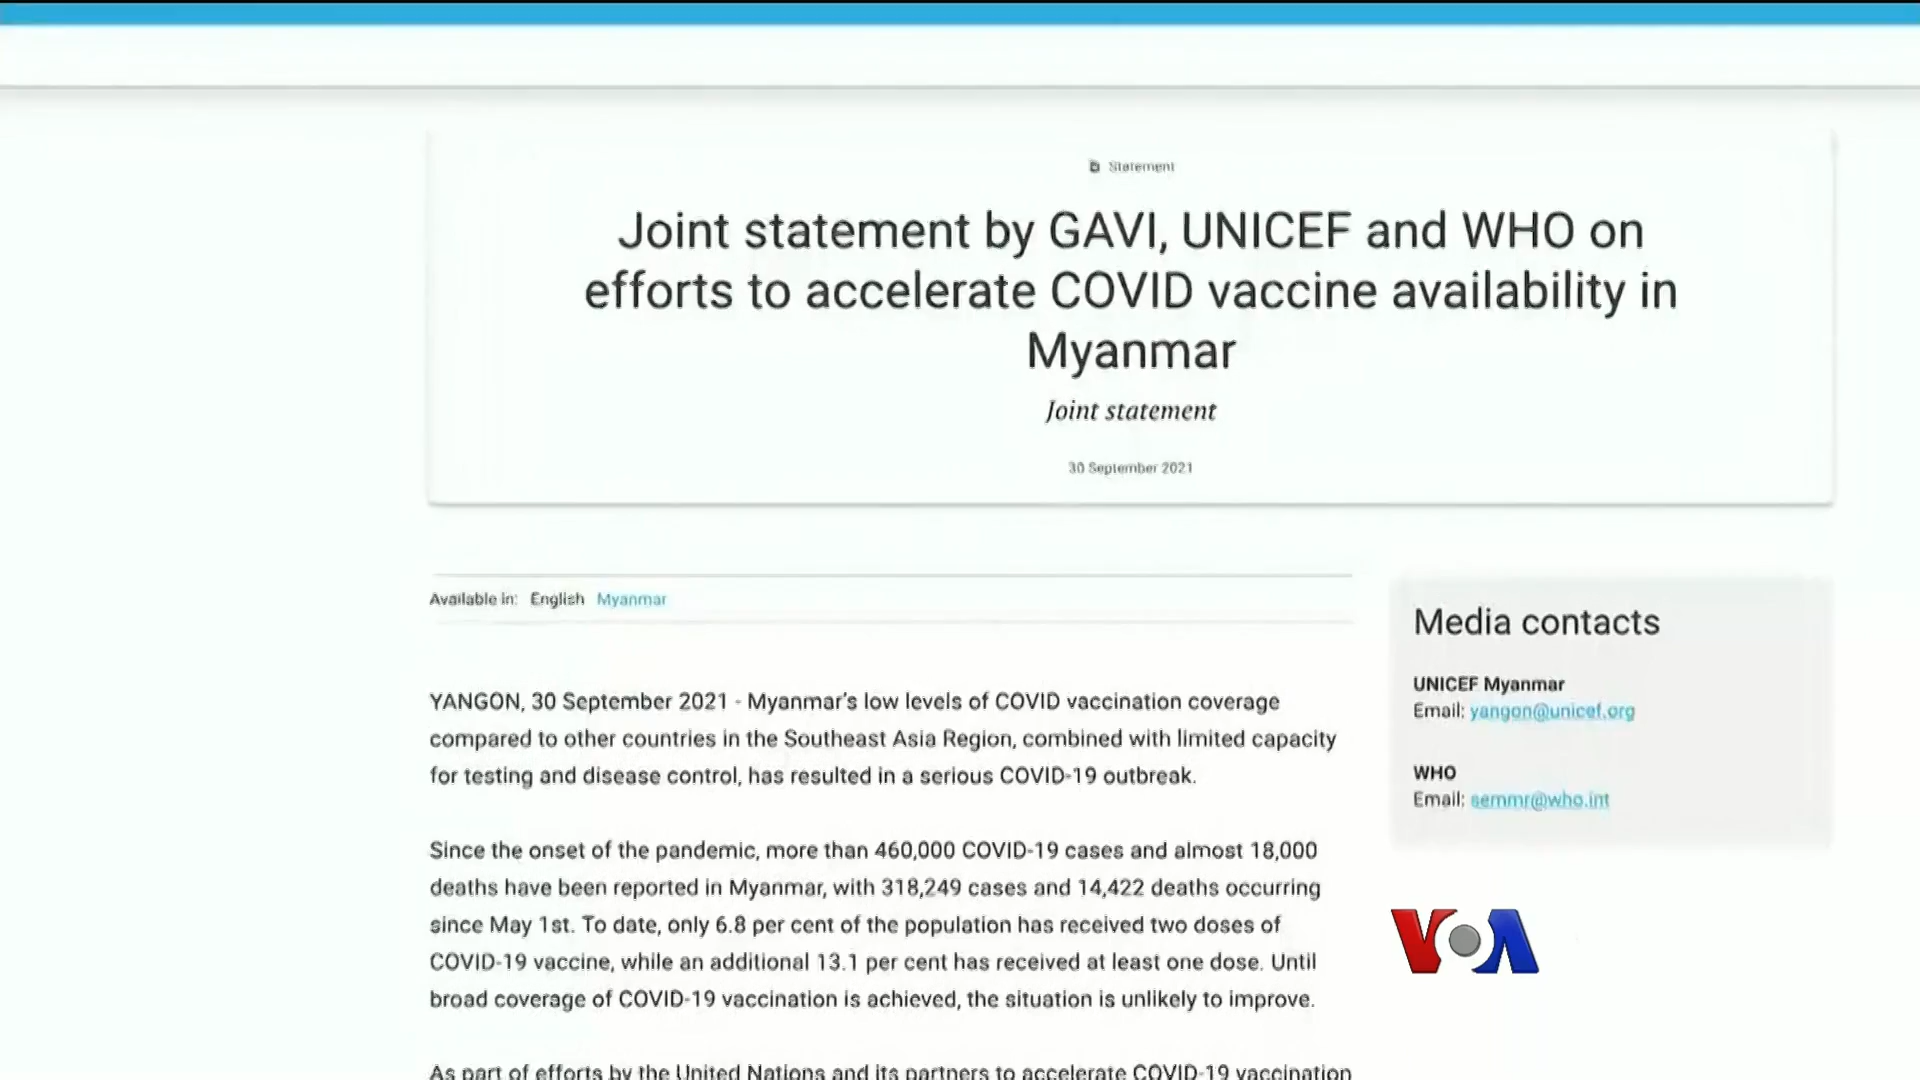 Statement
Joint statement by GAVI, UNICEF and WHO on
efforts to accelerate COVID vaccine availability in
Myanmar
Joint statement
30 September 2021
Available in: English Myanmar
YANGON, 30 September 2021 - Myanmar's low levels of COVID vaccination coverage
compared to other countries in the Southeast Asia Region, combined with limited capacity
for testing and disease control, has resulted in a serious COVID-19 outbreak.
Since the onset of the pandemic, more than 460,000 COVID-19 cases and almost 18,000
deaths have been reported in Myanmar, with 318,249 cases and 14,422 deaths occurring
since May 1st. To date, only 6.8 per cent of the population has received two doses of
COVID-19 vaccine, while an additional 13.1 per cent has received at least one dose. Until
broad coverage of COVID-19 vaccination is achieved, the situation is unlikely to improve.
As part of efforts by the United Nations and its partners to accelerate COVID-19 vaccination
Media contacts
UNICEF Myanmar
Email: yangon@unicef.org
WHO
Email: semmr@who.int
VOA